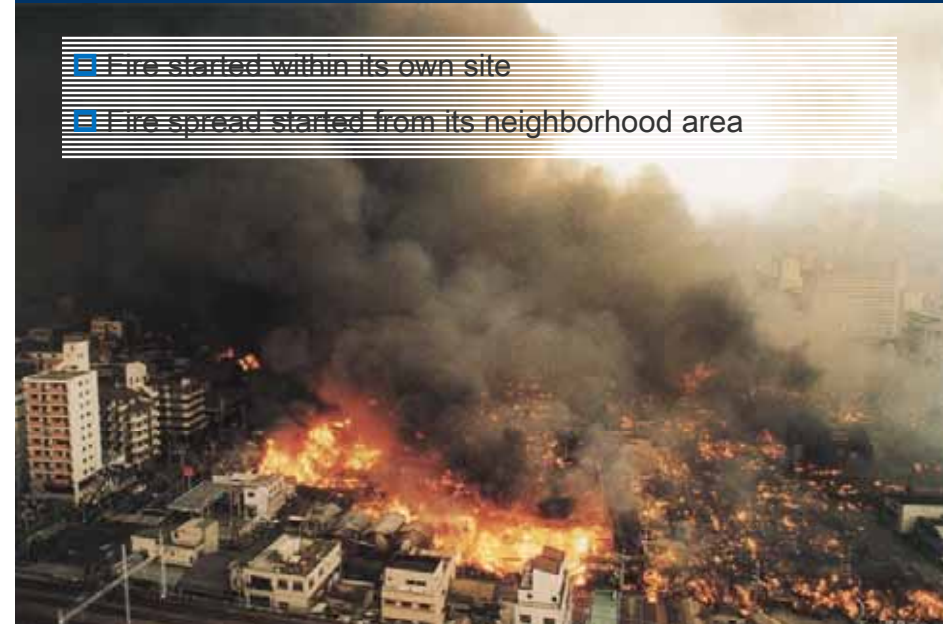 Fire started within its own site
Fire spread started from its neighborhood area